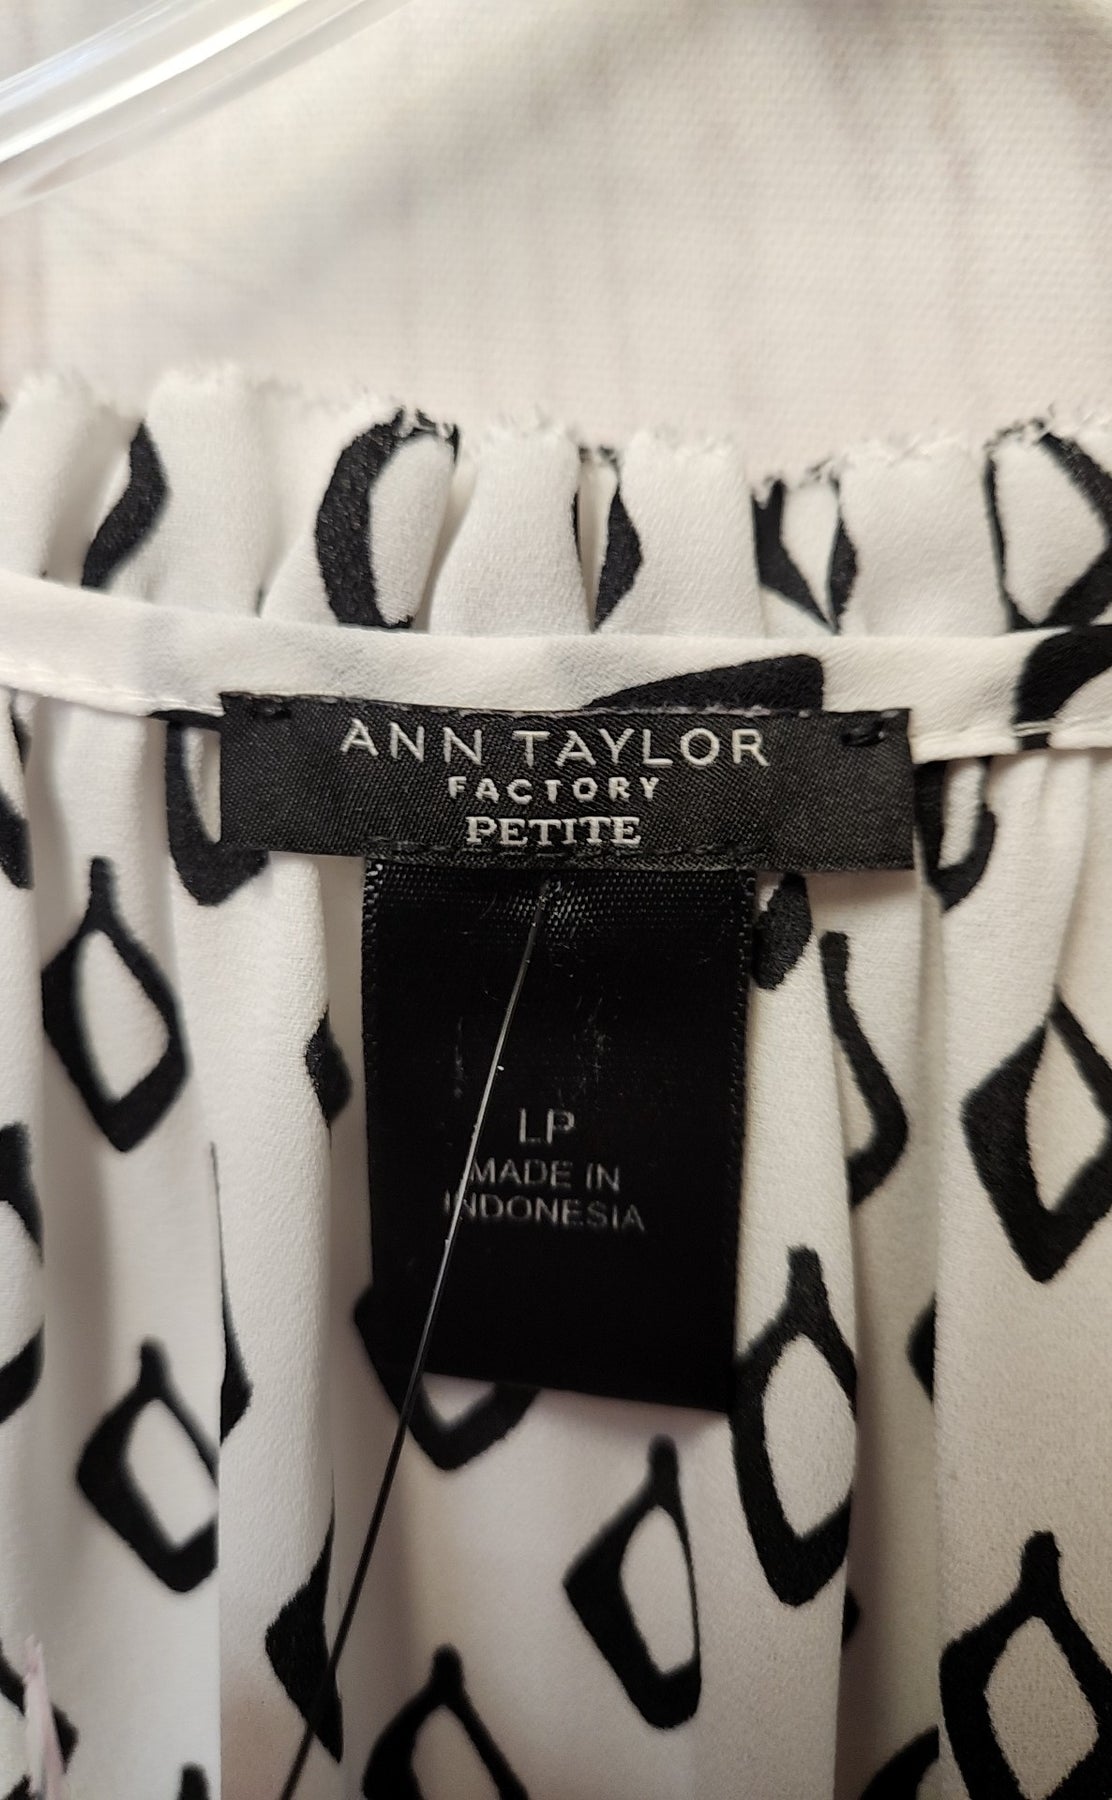 ANN TAYLOR
FACTORY
PETITE
LP
MADE IN
INDONESIA